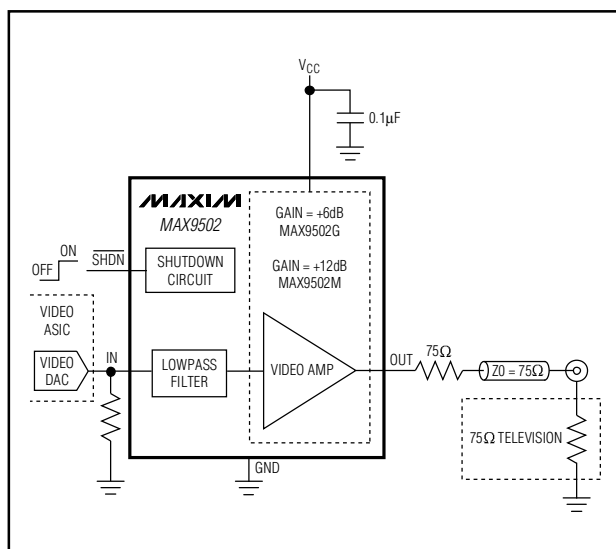 VCC
0.1µF
MAXIM
MAX9502
GAIN = +6dB
MAX9502G
GAIN = +12dB
MAX9502M
ON
OFF
SHDN
SHUTDOWN
CIRCUIT
VIDEO
ASIC
VIDEO
DAC
IN
LOWPASS
FILTER
VIDEO AMP
OUT
75Ω
Z0 = 75Ω
75Ω TELEVISION
GND